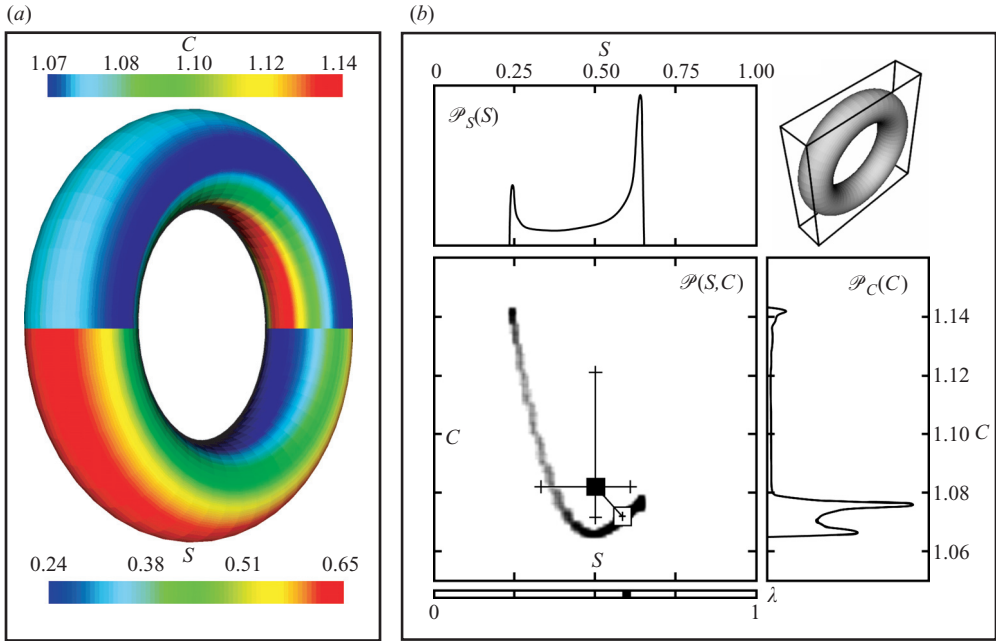 (a)
C
1.07 1.08 1.10 1.12 1.14
S
0.24 0.38 0.51 0.65
(b)
S
0 0.25 0.50 0.75 1.00
𝒫S(S)
𝒫(S,C)
C
S
𝒫C(C)
1.14
1.12
1.10 C
1.08
1.06
λ
0 1